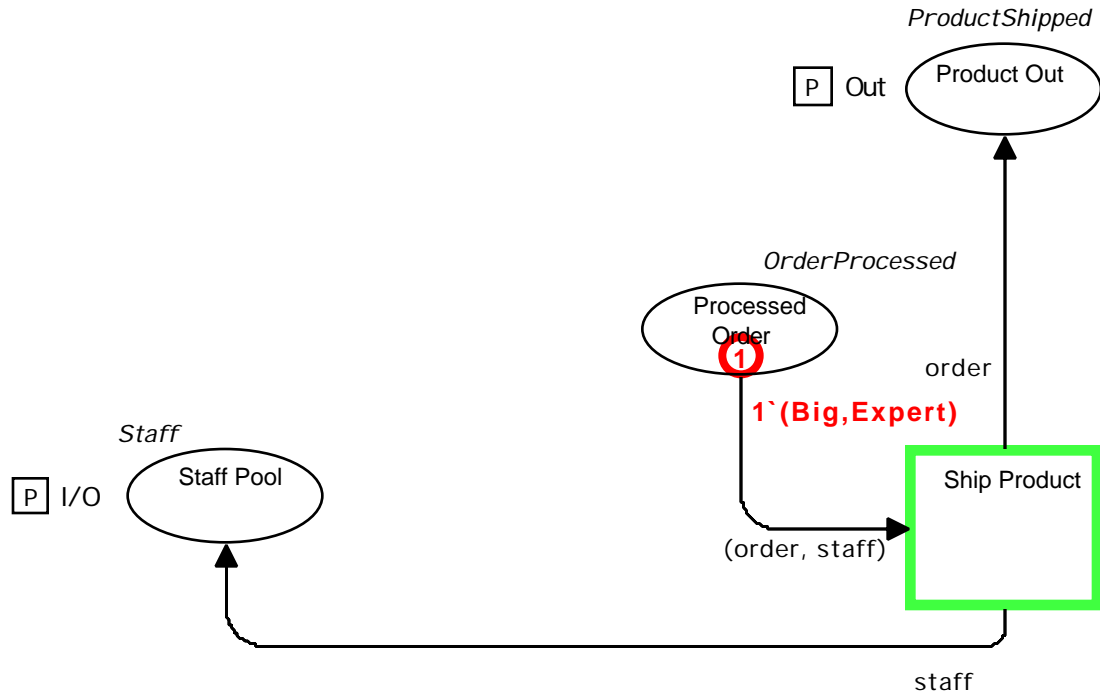 ProductShipped
P Out
Product Out
OrderProcessed
Processed
Order
1
order
1`(Big,Expert)
Staff
P I/O
Staff Pool
Ship Product
(order, staff)
staff